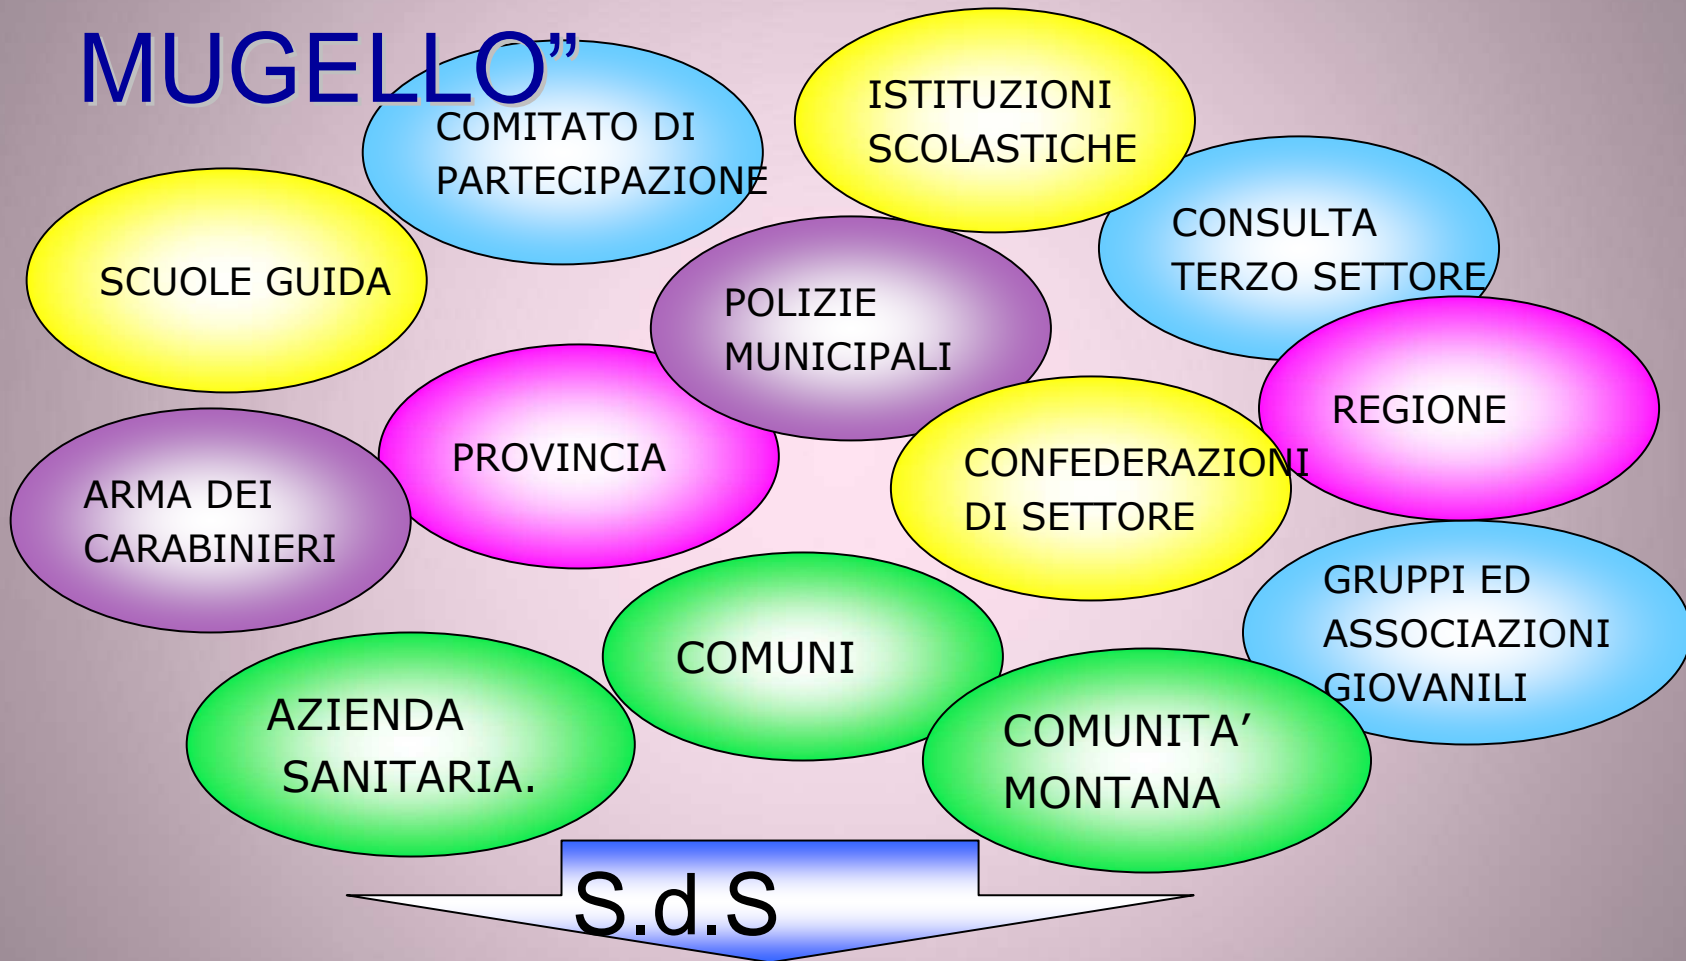 MUGELLO”
COMITATO DI
PARTECIPAZIONE
ISTITUZIONI
SCOLASTICHE
CONSULTA
TERZO SETTORE
SCUOLE GUIDA
POLIZIE
MUNICIPALI
REGIONE
PROVINCIA
CONFEDERAZIONI
DI SETTORE
ARMA DEI
CARABINIERI
GRUPPI ED
ASSOCIAZIONI
GIOVANILI
COMUNI
AZIENDA
SANITARIA.
COMUNITA’
MONTANA
S.d.S